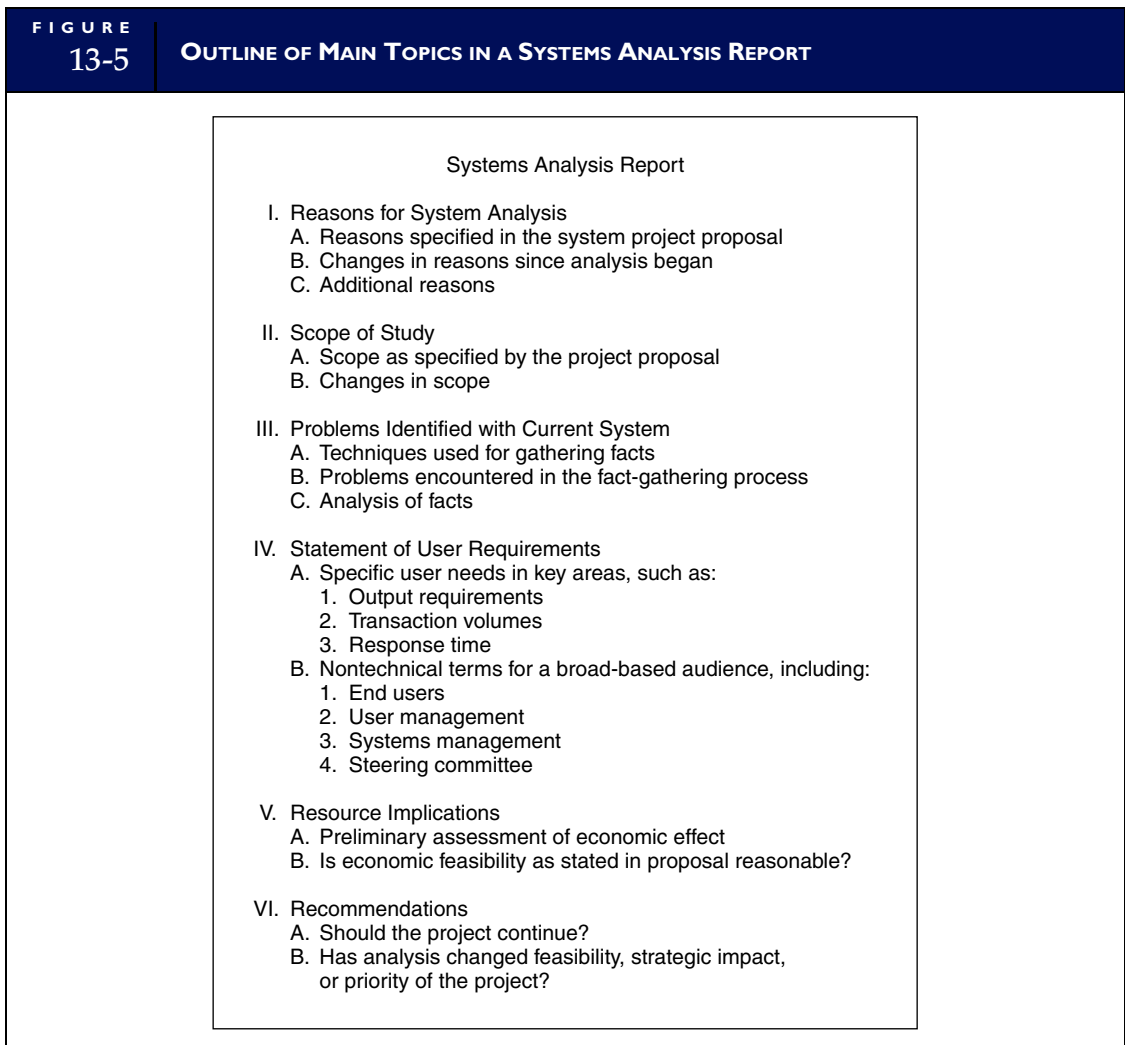 FIGURE
13-5
OUTLINE OF MAIN TOPICS IN A SYSTEMS ANALYSIS REPORT
Systems Analysis Report
I. Reasons for System Analysis
A. Reasons specified in the system project proposal
B. Changes in reasons since analysis began
C. Additional reasons
II. Scope of Study
A. Scope as specified by the project proposal
B. Changes in scope
III. Problems Identified with Current System
A. Techniques used for gathering facts
B. Problems encountered in the fact-gathering process
C. Analysis of facts
IV. Statement of User Requirements
A. Specific user needs in key areas, such as:
1. Output requirements
2. Transaction volumes
3. Response time
B. Nontechnical terms for a broad-based audience, including:
1. End users
2. User management
3. Systems management
4. Steering committee
V. Resource Implications
A. Preliminary assessment of economic effect
B. Is economic feasibility as stated in proposal reasonable?
VI. Recommendations
A. Should the project continue?
B. Has analysis changed feasibility, strategic impact,
or priority of the project?